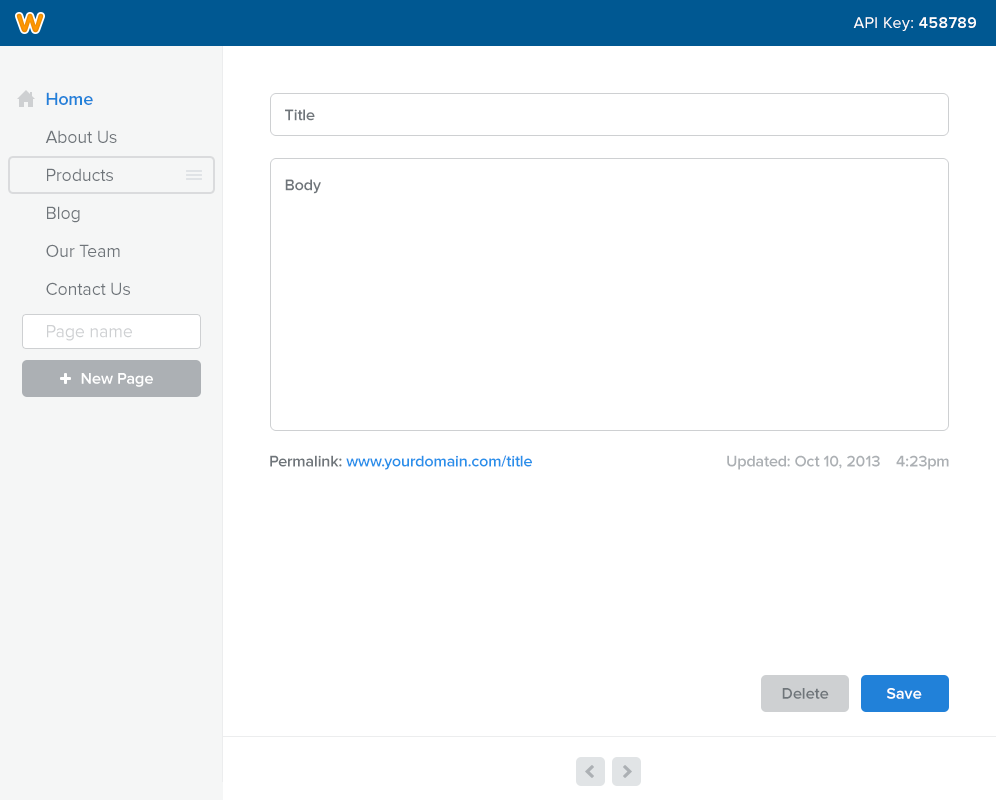 W
API Key: 458789
Home
About Us
Products
Blog
Our Team
Contact Us
Page name
+ New Page
Title
Body
Permalink: www.yourdomain.com/title
Updated: Oct 10, 2013 4:23pm
Delete
Save